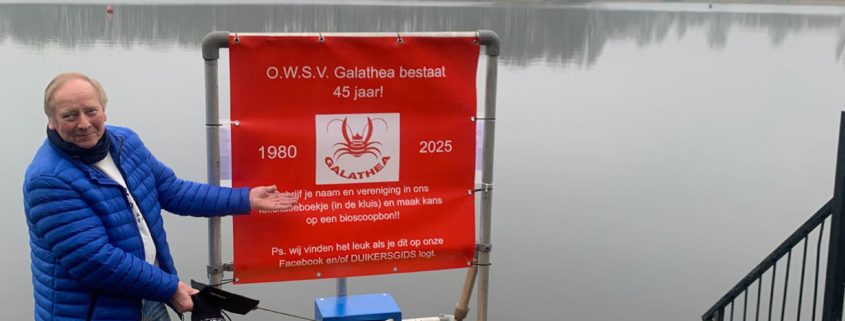 O.W.S.V. Galathea bestaat
45 jaar!
1980
2025
GALATHEA
je naam en vereniging in ons
(in de kluis) en maak kans
op een bioscoopbon!!
Ps. wij vinden het leuk als je dit op onze
Facebook en/of DUIKERSGIDS logt.